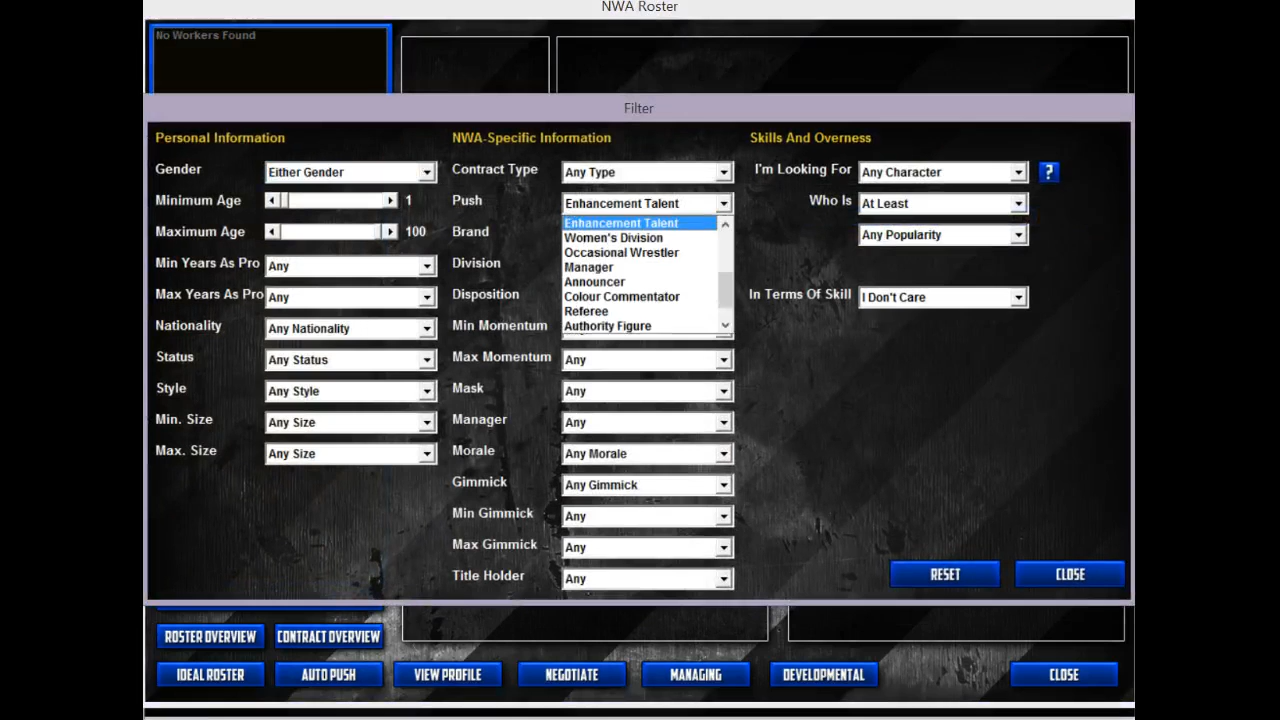 NWA Roster
No Workers Found
Filter
Personal Information
Gender
Either Gender
Minimum Age
1
Maximum Age
100
Min Years As Pro
Any
Max Years As Pro
Any
Nationality
Any Nationality
Status
Any Status
Style
Any Style
Min. Size
Any Size
Max. Size
Any Size
NWA-Specific Information
Contract Type
Any Type
Push
Enhancement Talent
Enhancement Talent
Women's Division
Occasional Wrestler
Manager
Announcer
Colour Commentator
Referee
Authority Figure
Brand
Division
Disposition
Min Momentum
Max Momentum
Any
Mask
Any
Manager
Any
Morale
Any Morale
Gimmick
Any Gimmick
Min Gimmick
Any
Max Gimmick
Any
Title Holder
Any
Skills And Overness
I'm Looking For
Any Character
?
Who Is
At Least
Any Popularity
In Terms Of Skill
I Don't Care
RESET
CLOSE
ROSTER OVERVIEW
CONTRACT OVERVIEW
IDEAL ROSTER
AUTO PUSH
VIEW PROFILE
NEGOTIATE
MANAGING
DEVELOPMENTAL
CLOSE